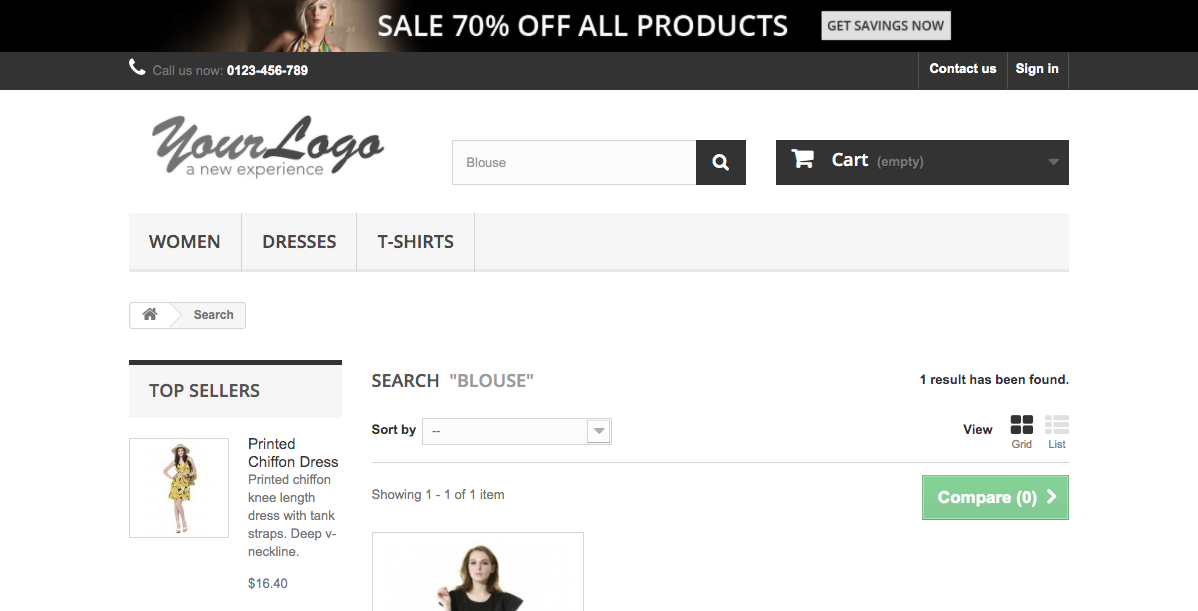 SALE 70% OFF ALL PRODUCTS GET SAVINGS NOW
Call us now: 0123-456-789 Contact us Sign in
YourLogo
a new experience
Blouse Cart (empty)
WOMEN DRESSES T-SHIRTS
Search
TOP SELLERS
Printed
Chiffon Dress
Printed chiffon
knee length
dress with tank
straps. Deep v-
neckline.
$16.40
SEARCH "BLOUSE" 1 result has been found.
Sort by -- View
Grid List
Showing 1 - 1 of 1 item Compare (0)